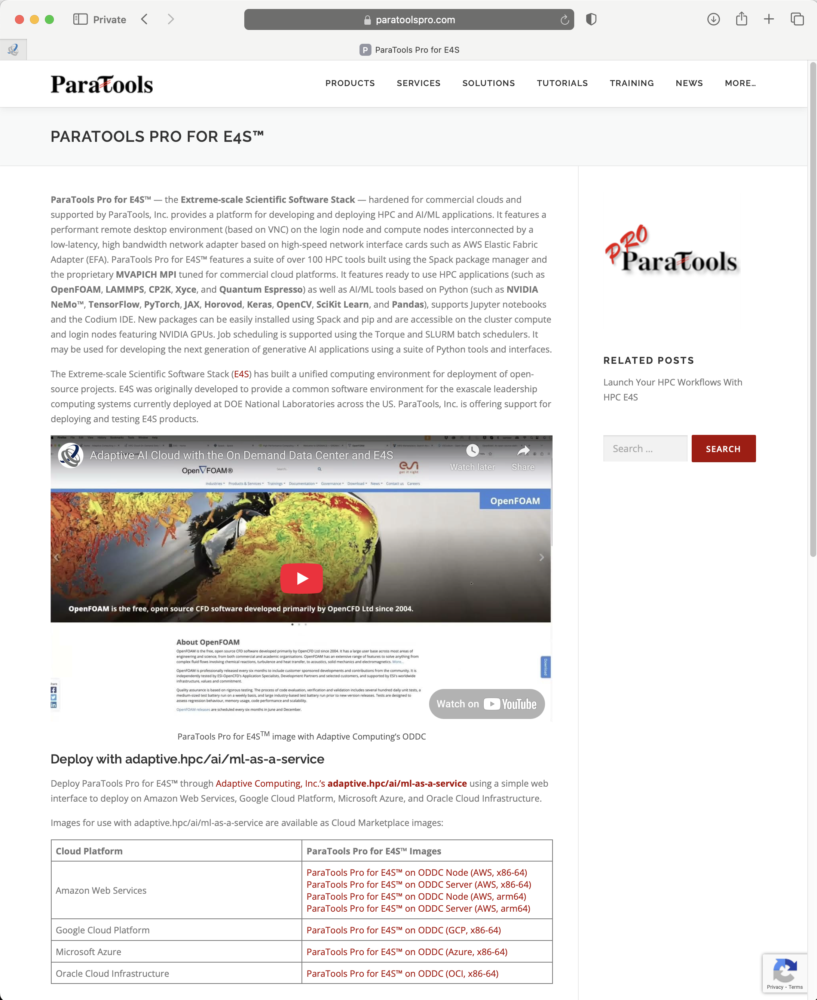 Private
paratoolspro.com
P ParaTools Pro for E4S
ParaTools
PRODUCTS SERVICES SOLUTIONS TUTORIALS TRAINING NEWS MORE...
PARATOOLS PRO FOR E4S™
ParaTools Pro for E4S™ — the Extreme-scale Scientific Software Stack — hardened for commercial clouds and
supported by ParaTools, Inc. provides a platform for developing and deploying HPC and AI/ML applications. It features a
performant remote desktop environment (based on VNC) on the login node and compute nodes interconnected by a
low-latency, high bandwidth network adapter based on high-speed network interface cards such as AWS Elastic Fabric
Adapter (EFA). ParaTools Pro for E4S™ features a suite of over 100 HPC tools built using the Spack package manager and
the proprietary MVAPICH MPI tuned for commercial cloud platforms. It features ready to use HPC applications (such as
OpenFOAM, LAMMPS, CP2K, Xyce, and Quantum Espresso) as well as AI/ML tools based on Python (such as NVIDIA
NeMo™, TensorFlow, PyTorch, JAX, Horovod, Keras, OpenCV, SciKit Learn, and Pandas), supports Jupyter notebooks
and the Codium IDE. New packages can be easily installed using Spack and pip and are accessible on the cluster compute
and login nodes featuring NVIDIA GPUs. Job scheduling is supported using the Torque and SLURM batch schedulers. It
may be used for developing the next generation of generative AI applications using a suite of Python tools and interfaces.
The Extreme-scale Scientific Software Stack (E4S) has built a unified computing environment for deployment of open-
source projects. E4S was originally developed to provide a common software environment for the exascale leadership
computing systems currently deployed at DOE National Laboratories across the US. ParaTools, Inc. is offering support for
deploying and testing E4S products.
Firefox File Edit View History Bookmarks Tools Window Help
Adaptive AI Cloud with the On Demand Data Center and E4S
Watch later Share
OpenFOAM®
Search...
esi
get it right
Industries Products & Services Trainings Documentation Governance Download News Contact us Careers
OpenFOAM
OpenFOAM is the free, open source CFD software developed primarily by OpenCFD Ltd since 2004.
About OpenFOAM
OpenFOAM is the free, open source CFD software developed primarily by OpenCFD Ltd since 2004. It has a large user base across most areas of
engineering and science, from both commercial and academic organisations. OpenFOAM has an extensive range of features to solve anything from
complex fluid flows involving chemical reactions, turbulence and heat transfer, to acoustics, solid mechanics and electromagnetics. More...
OpenFOAM is professionally released every six months to include customer sponsored developments and contributions from the community. It is
independently tested by ESI-OpenCFD's Application Specialists, Development Partners and selected customers, and supported by ESI's worldwide
infrastructure, values and commitment.
Quality assurance is based on rigorous testing. The process of code evaluation, verification and validation includes several hundred daily unit tests, a
medium-sized test battery run on a weekly basis, and large industry-based test battery run prior to new version releases. Tests are designed to
assess regression behaviour, memory usage, code performance and scalability.
OpenFOAM releases are scheduled every six months in June and December.
Download
Share
Watch on YouTube
ParaTools Pro for E4S™ image with Adaptive Computing’s ODDC
Deploy with adaptive.hpc/ai/ml-as-a-service
Deploy ParaTools Pro for E4S™ through Adaptive Computing, Inc.’s adaptive.hpc/ai/ml-as-a-service using a simple web
interface to deploy on Amazon Web Services, Google Cloud Platform, Microsoft Azure, and Oracle Cloud Infrastructure.
Images for use with adaptive.hpc/ai/ml-as-a-service are available as Cloud Marketplace images:
Cloud Platform ParaTools Pro for E4S™ Images
Amazon Web Services
ParaTools Pro for E4S™ on ODDC Node (AWS, x86-64)
ParaTools Pro for E4S™ on ODDC Server (AWS, x86-64)
ParaTools Pro for E4S™ on ODDC Node (AWS, arm64)
ParaTools Pro for E4S™ on ODDC Server (AWS, arm64)
Google Cloud Platform ParaTools Pro for E4S™ on ODDC (GCP, x86-64)
Microsoft Azure ParaTools Pro for E4S™ on ODDC (Azure, x86-64)
Oracle Cloud Infrastructure ParaTools Pro for E4S™ on ODDC (OCI, x86-64)
PRO
ParaTools
RELATED POSTS
Launch Your HPC Workflows With
HPC E4S
Search ... SEARCH
Privacy - Terms